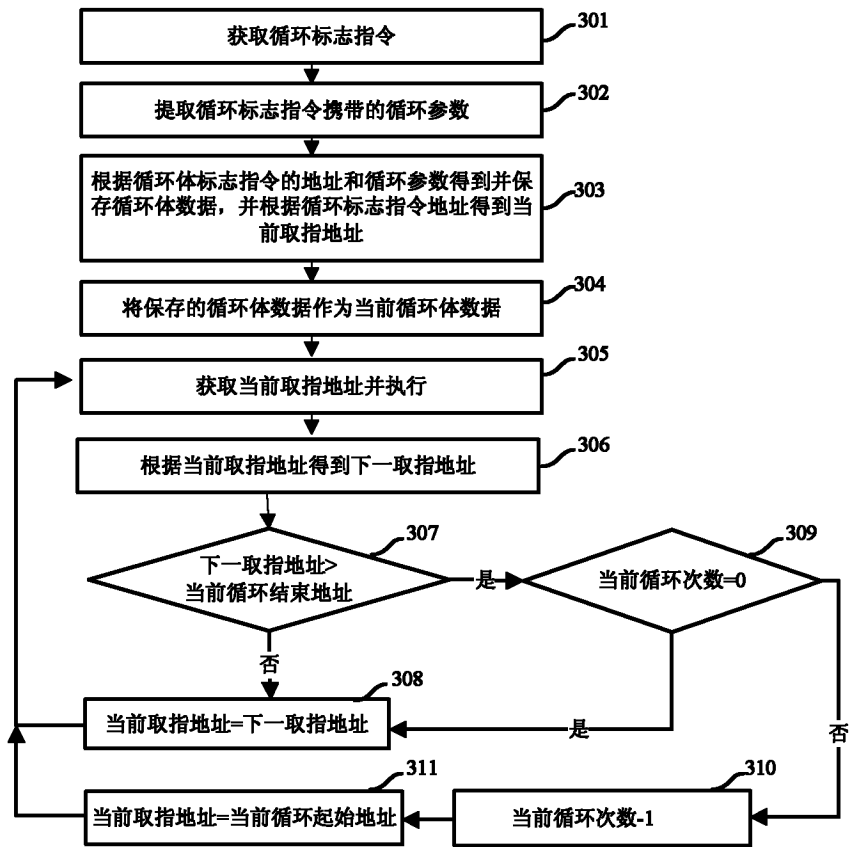 获取循环标志指令
301
提取循环标志指令携带的循环参数
302
根据循环体标志指令的地址和循环参数得到并保
存循环体数据，并根据循环标志指令地址得到当
前取指地址
303
将保存的循环体数据作为当前循环体数据
304
获取当前取指地址并执行
305
根据当前取指地址得到下一取指地址
306
下一取指地址>
当前循环结束地址
307
是
当前循环次数=0
309
否
当前取指地址=下一取指地址
308
是
否
当前取指地址=当前循环起始地址
311
当前循环次数-1
310